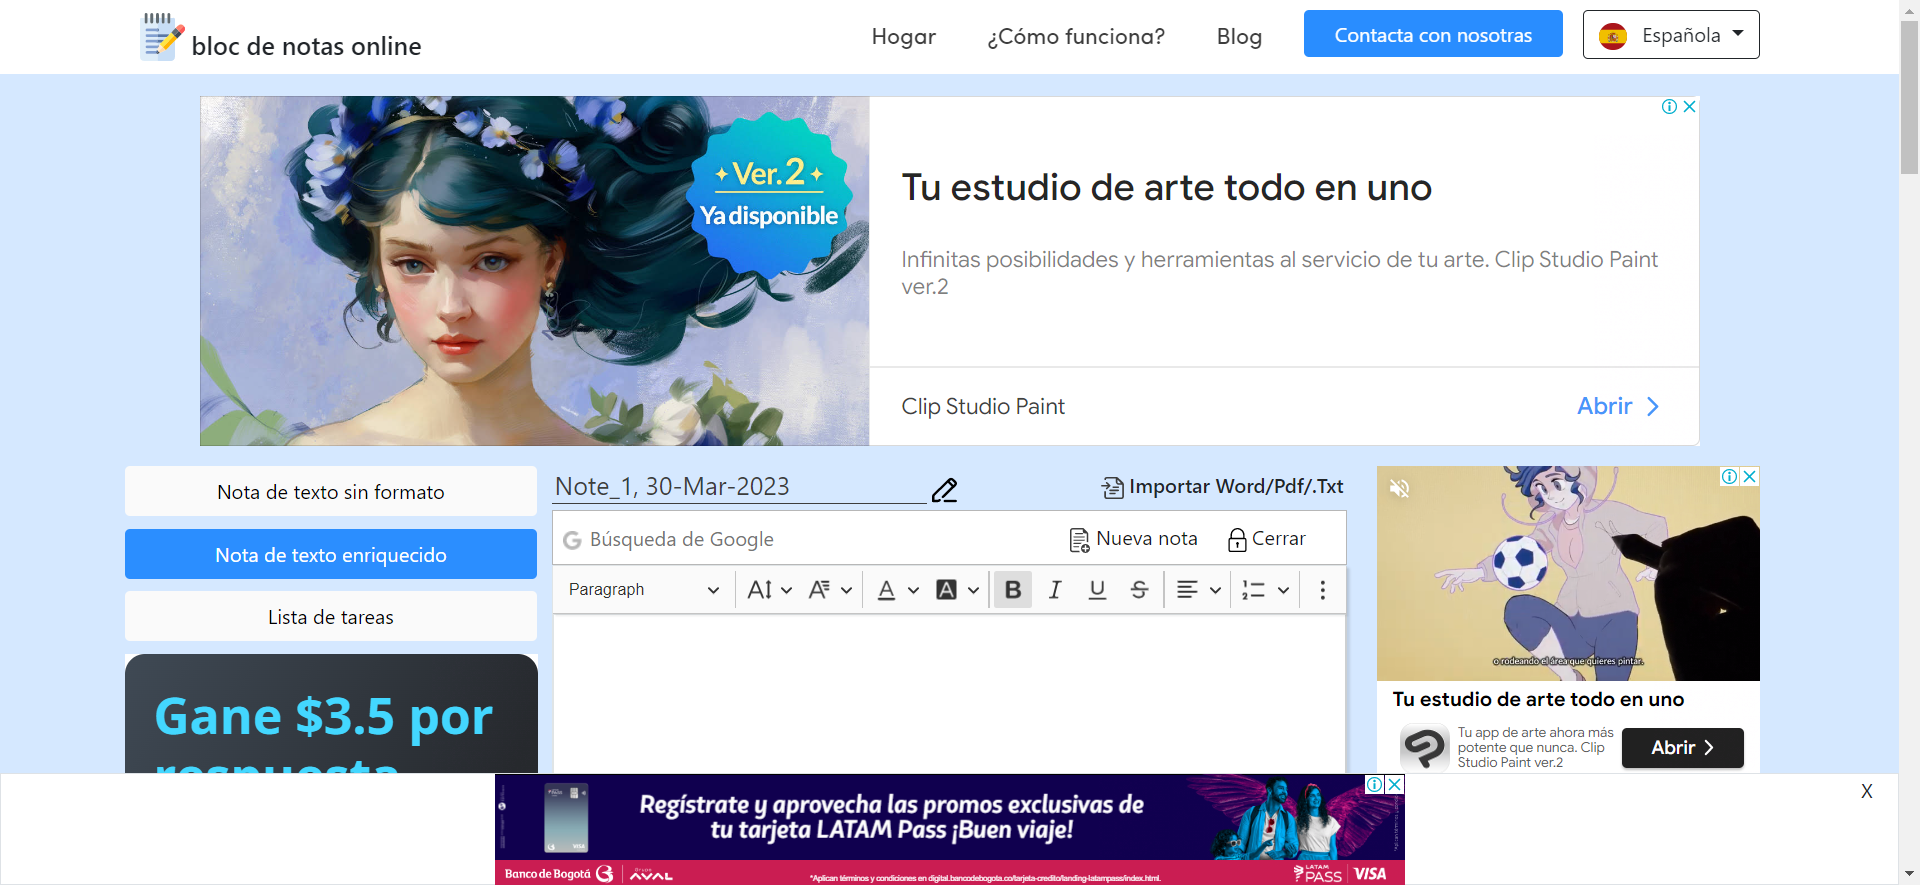 bloc de notas online
Hogar
¿Cómo funciona?
Blog
Contacta con nosotras
Española
Ver.2
Ya disponible
Tu estudio de arte todo en uno
Infinitas posibilidades y herramientas al servicio de tu arte. Clip Studio Paint
ver.2
Clip Studio Paint
Abrir
Nota de texto sin formato
Nota de texto enriquecido
Lista de tareas
Gane $3.5 por
respuesta
Note_1, 30-Mar-2023
Importar Word/Pdf/.Txt
Búsqueda de Google
Nueva nota
Cerrar
Paragraph
o rodeando el área que quieres pintar.
Tu estudio de arte todo en uno
Tu app de arte ahora más
potente que nunca. Clip
Studio Paint ver.2
Abrir
X
Regístrate y aprovecha las promos exclusivas de
tu tarjeta LATAM Pass ¡Buen viaje!
Banco de Bogotá
Grupo
AVAL
*Aplican términos y condiciones en digital.bancodebogota.co/tarjeta-credito/landing-latampass/index.html.
LATAM
PASS
VISA